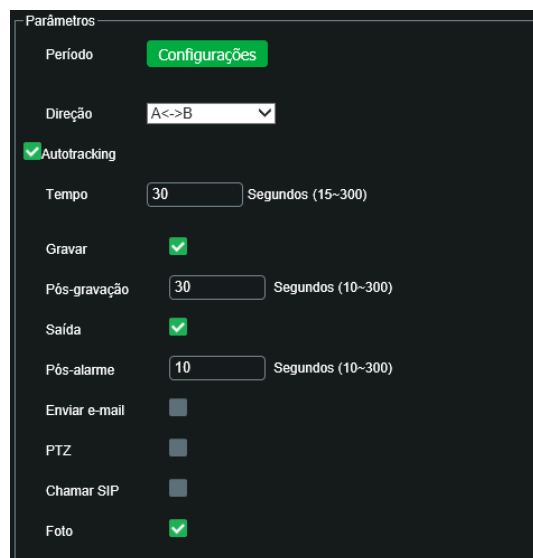 Parâmetros
Período Configurações
Direção A<->B
Autotracking
Tempo 30 Segundos (15~300)
Gravar
Pós-gravação 30 Segundos (10~300)
Saída
Pós-alarme 10 Segundos (10~300)
Enviar e-mail
PTZ
Chamar SIP
Foto